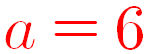 a = 6